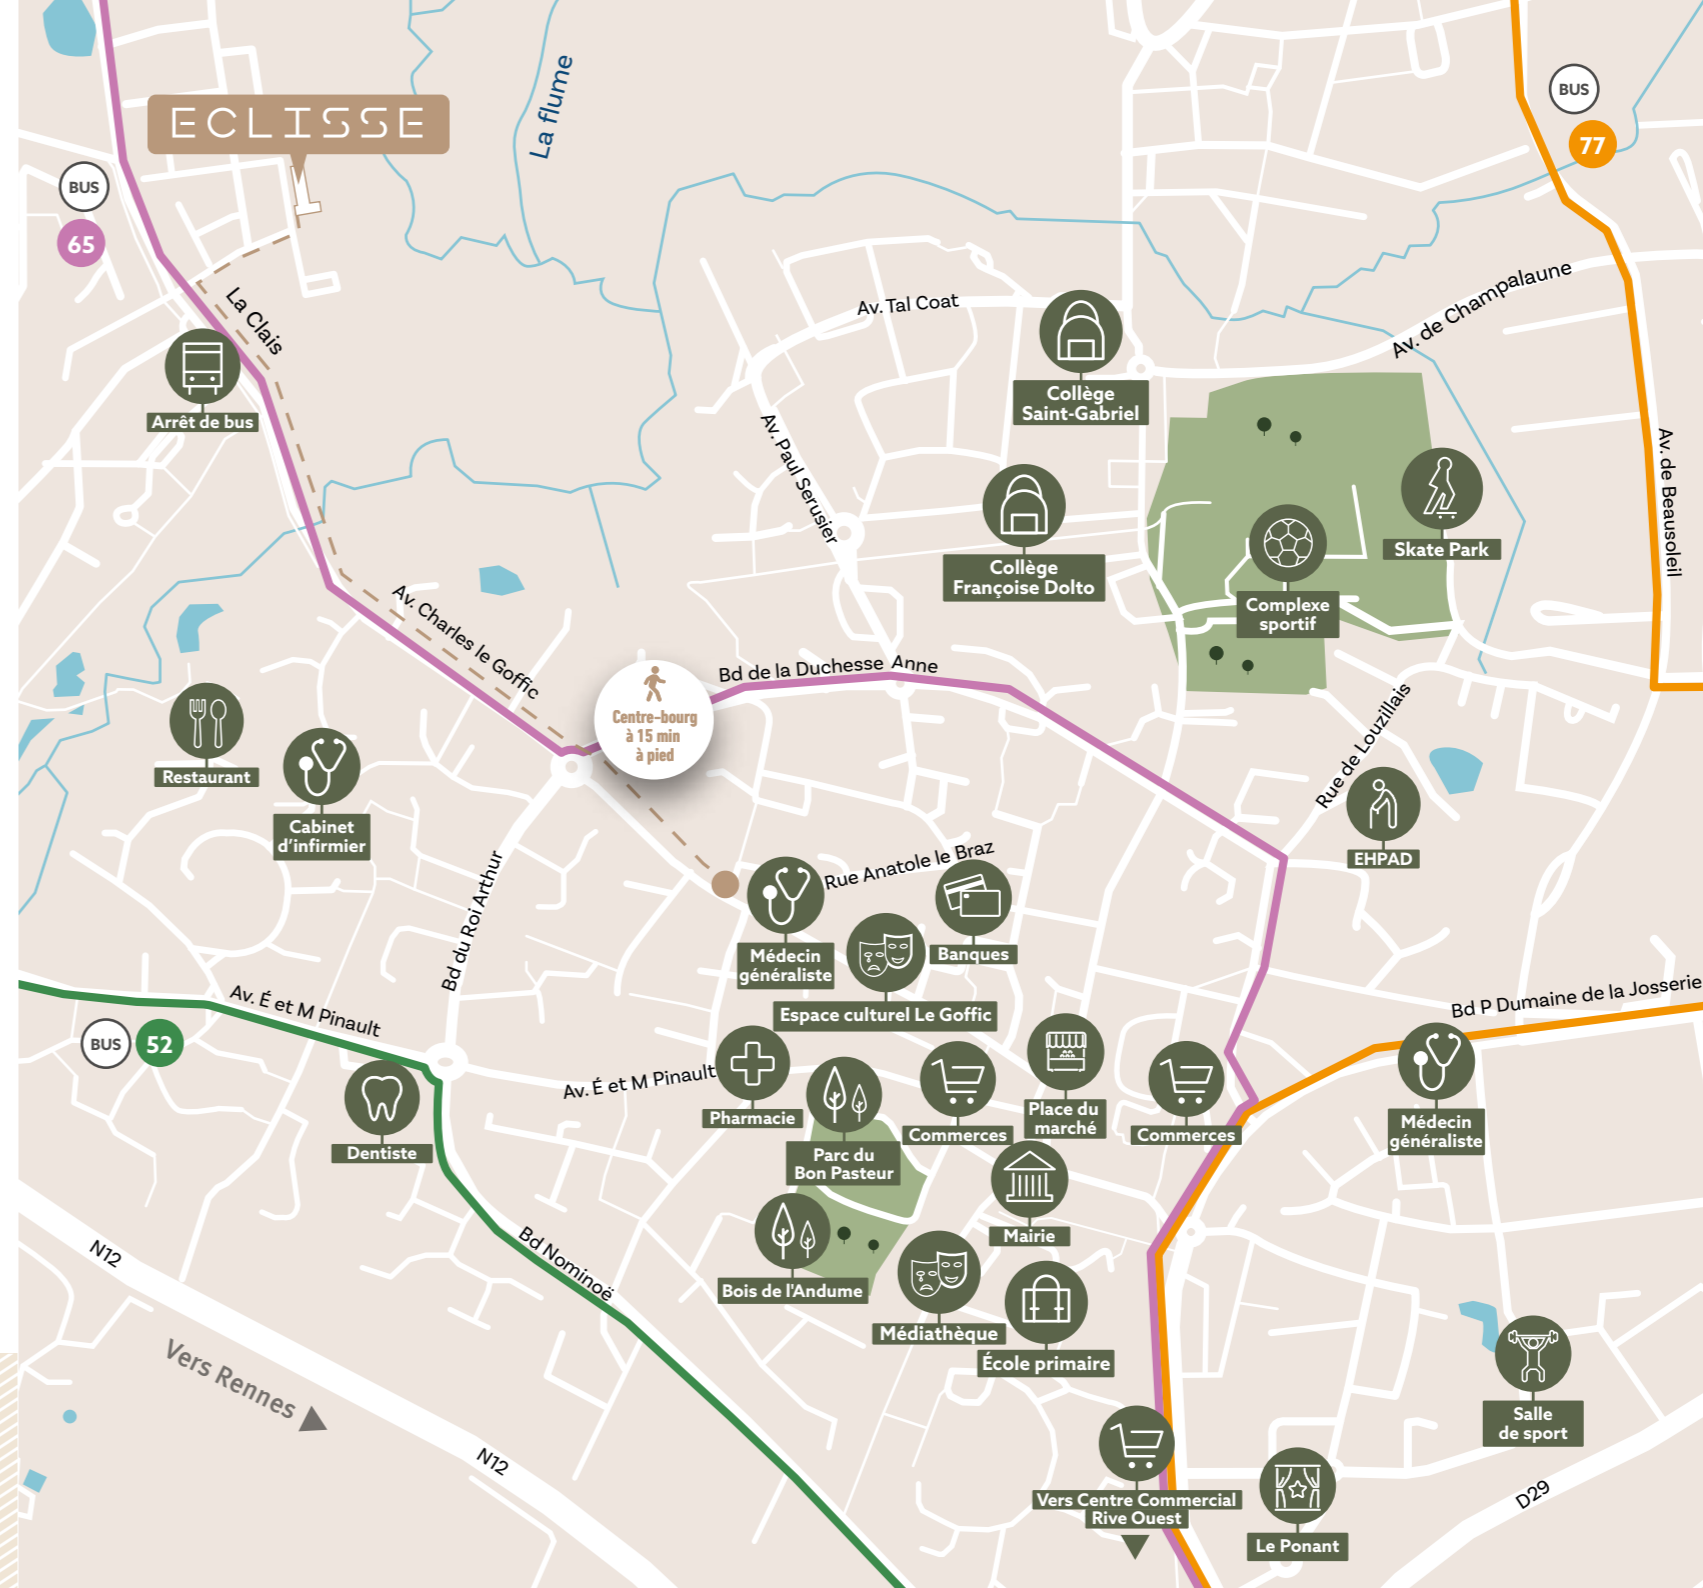 La flume
BUS
77
ECLISSE
BUS
65
La Clais
Av. Tal Coat
Av. de Champalaune
Collège
Saint-Gabriel
Arrêt de bus
Av. Paul Serusier
Av. de Beausoleil
Skate Park
Collège
Françoise Dolto
Complexe
sportif
Av. Charles le Goffic
Bd de la Duchesse Anne
Centre-bourg
à 15 min
à pied
Rue de Louzillais
Restaurant
Cabinet
d'infirmier
EHPAD
Rue Anatole le Braz
Bd du Roi Arthur
Médecin
généraliste
Banques
Espace culturel Le Goffic
Av. É et M Pinault
BUS
52
Bd P Dumaine de la Josserie
Av. É et M Pinault
Pharmacie
Parc du
Bon Pasteur
Commerces
Place du
marché
Commerces
Médecin
généraliste
Dentiste
Mairie
N12
Bd Nominoë
Bois de l'Andume
Médiathèque
École primaire
Vers Rennes
Salle
de sport
N12
Vers Centre Commercial
Rive Ouest
D29
Le Ponant